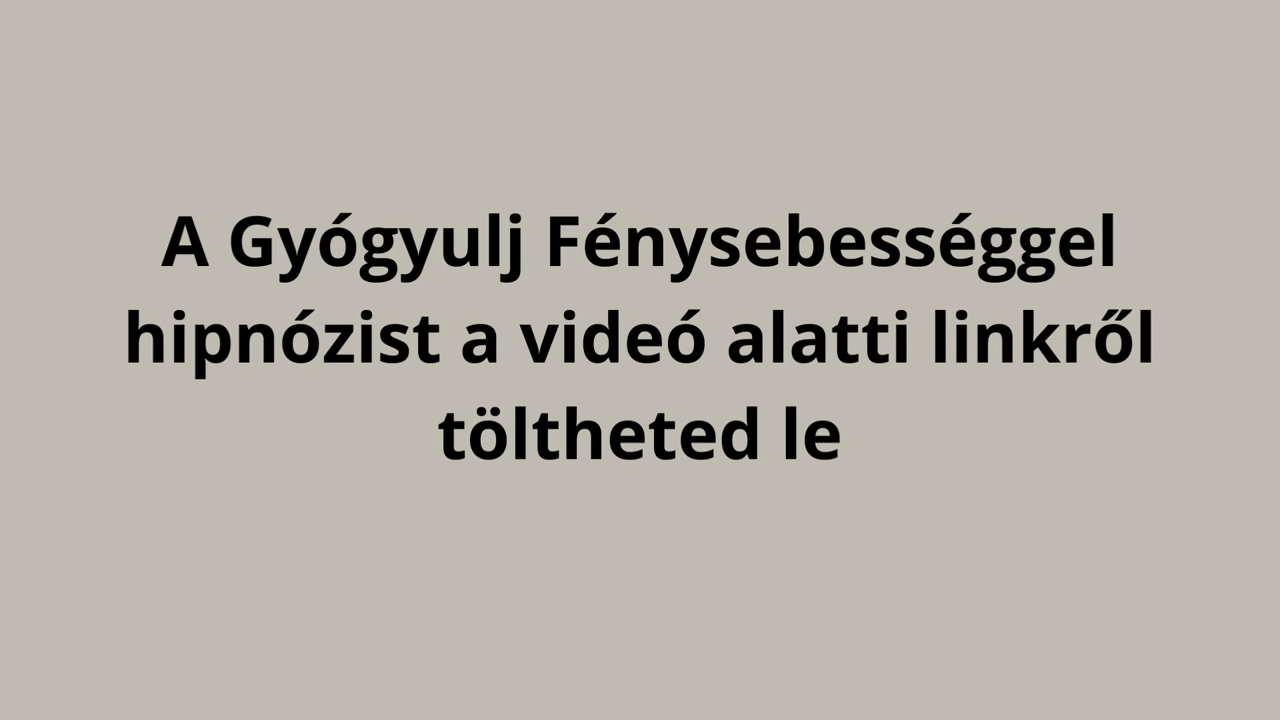 A Gyógyulj Fénysebességgel
hipnózist a videó alatti linkről
töltheted le